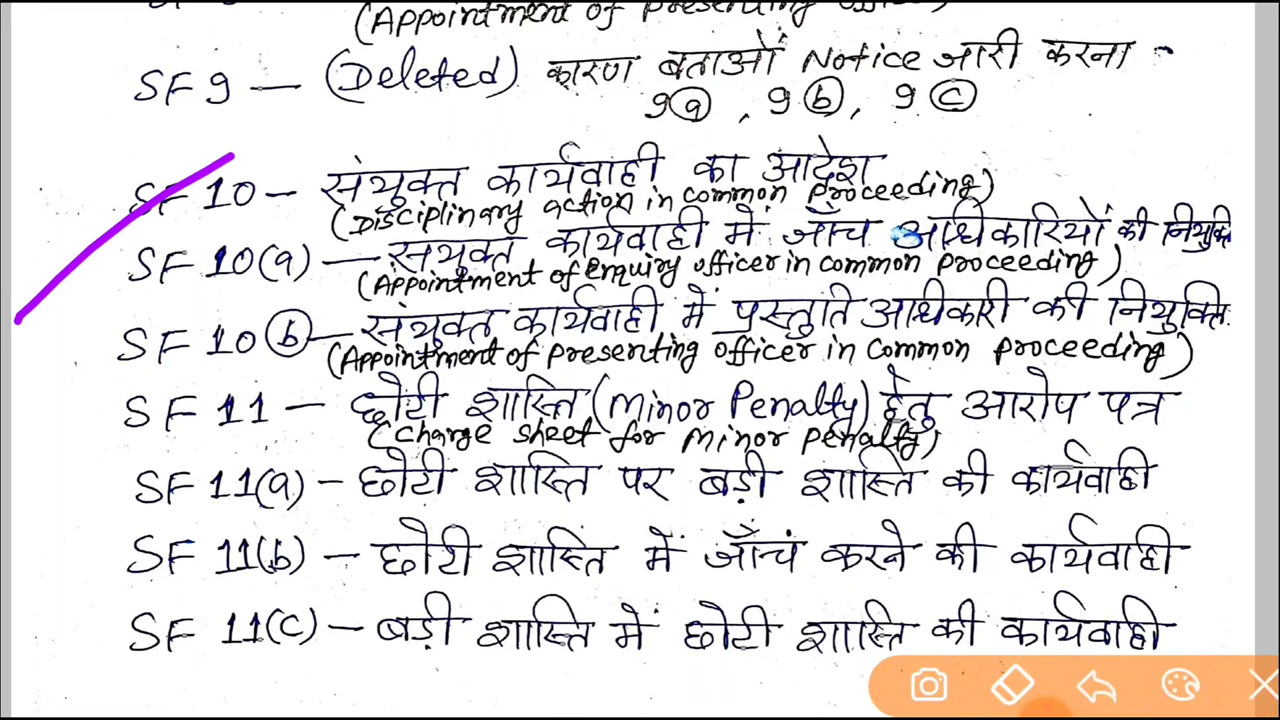 (Appointment of Presenting officer)
SF 9 — (Deleted) कारण बताओं Notice जारी करना -
9ⓐ, 9ⓑ, 9ⓒ
SF 10 - संयुक्त कार्यवाही का आदेश
(Disciplinary action in common proceeding)
SF 10(a) — संयुक्त कार्यवाही में जाँच अधिकारियों की नियुक्ति
(Appointment of Enquiry officer in common proceeding)
SF 10ⓑ — संयुक्त कार्यवाही में प्रस्तुति अधिकारी की नियुक्ति
(Appointment of presenting officer in common proceeding)
SF 11 — छोटी शास्ति (Minor Penalty) हेतु आरोप पत्र
(charge sheet for minor penalty)
SF 11(a) - छोटी शास्ति पर बड़ी शास्ति की कार्यवाही
SF 11(b) - छोटी शास्ति में जाँच करने की कार्यवाही
SF 11(c) - बड़ी शास्ति में छोटी शास्ति की कार्यवाही